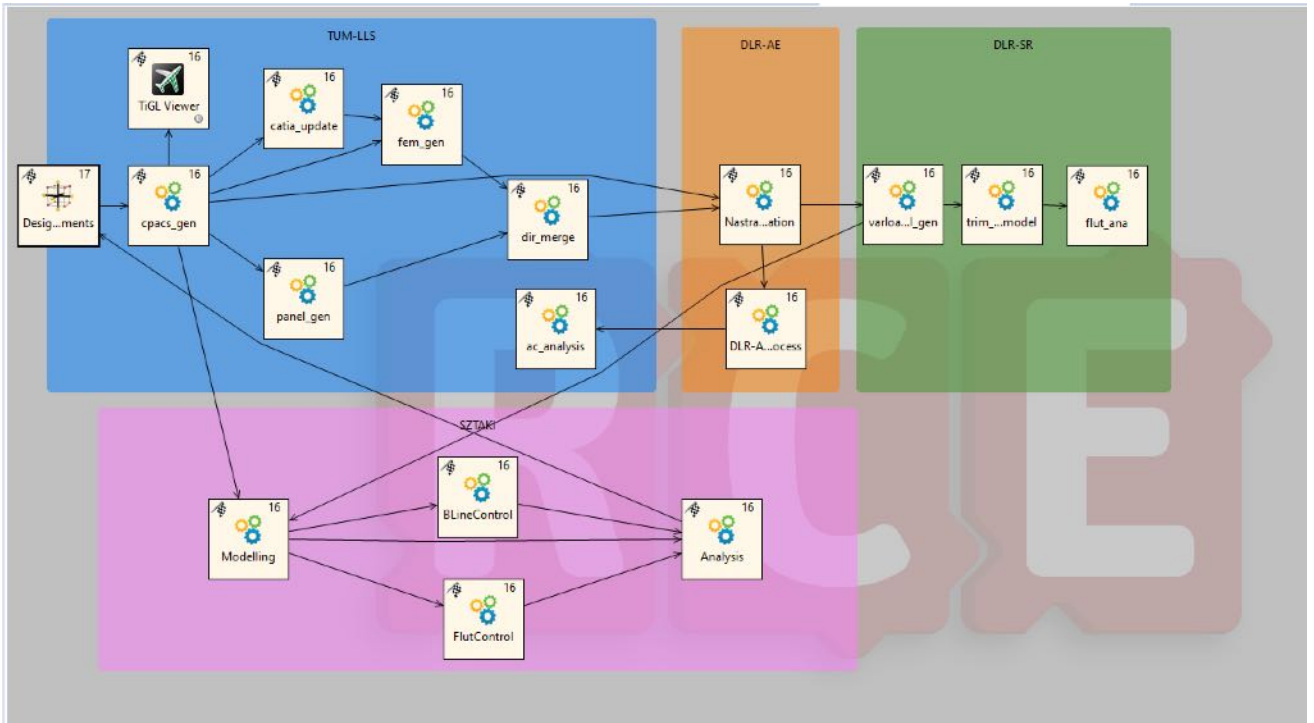 TUM-LLS
DLR-AE
DLR-SR
16
TiGL Viewer
16
catia_update
16
fem_gen
17
Desig...ments
16
cpacs_gen
16
dir_merge
16
Nastra...ation
16
varloa...l_gen
16
trim_...model
16
flut_ana
16
panel_gen
16
ac_analysis
16
DLR-A...ocess
SZTAKI
16
Modelling
16
BLineControl
16
Analysis
16
FlutControl
RCE